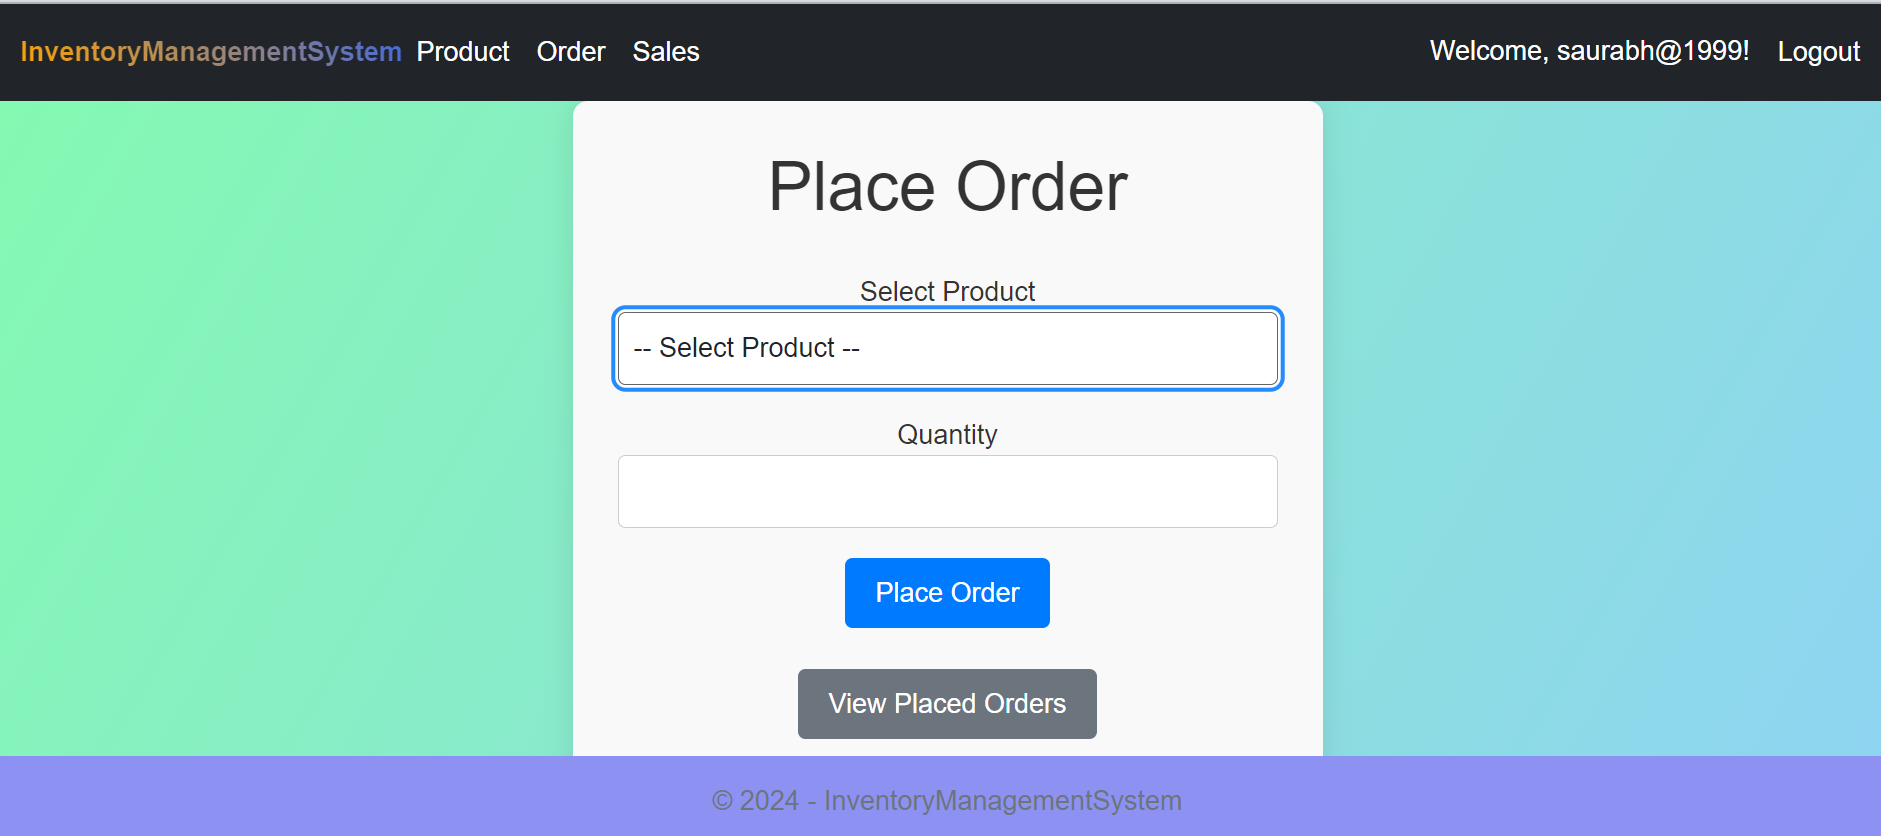 InventoryManagementSystem Product Order Sales Welcome, saurabh@1999! Logout
Place Order
Select Product
-- Select Product --
Quantity
Place Order
View Placed Orders
© 2024 - InventoryManagementSystem